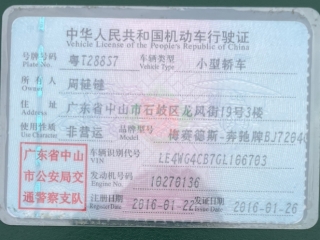 中华人民共和国机动车行驶证
Vehicle License of the People's Republic of China
号牌号码 粤T288S7 车辆类型 小型轿车
Plate No. Vehicle Type
所有人 周健锤
Owner
住址 广东省中山市石岐区龙凤街19号3楼
Address
使用性质 非营运 品牌型号 梅赛德斯-奔驰牌BJ7204
Use Character Model
广东省中山
市公安局交
通警察支队
车辆识别代号 LE4WG4CB7GL186783
VIN
发动机号码 10270136
Engine No.
注册日期 2016-01-22 发证日期 2016-01-26
Register Date Issue Date